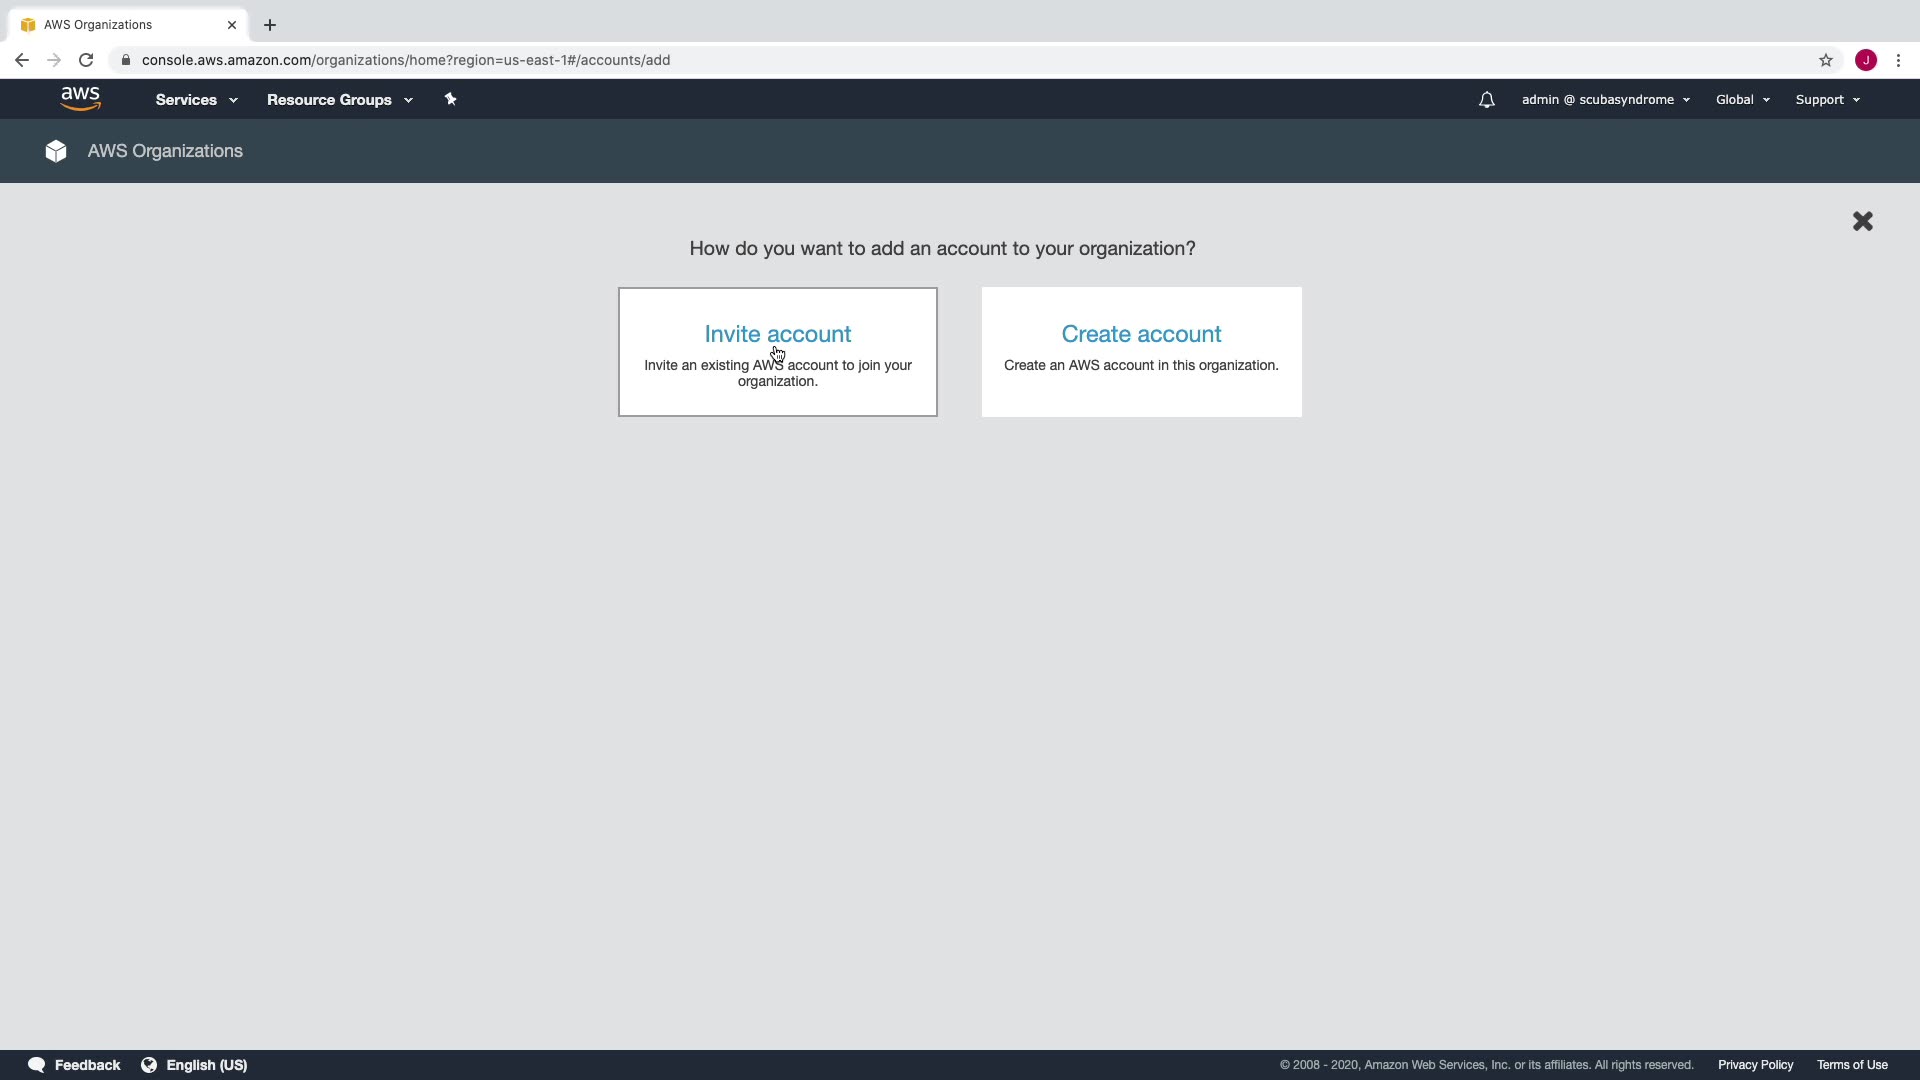 AWS Organizations
console.aws.amazon.com/organizations/home?region=us-east-1#/accounts/add
J
aws
Services
Resource Groups
admin @ scubasyndrome
Global
Support
AWS Organizations
How do you want to add an account to your organization?
Invite account
Invite an existing AWS account to join your
organization.
Create account
Create an AWS account in this organization.
Feedback
English (US)
© 2008 - 2020, Amazon Web Services, Inc. or its affiliates. All rights reserved.
Privacy Policy
Terms of Use